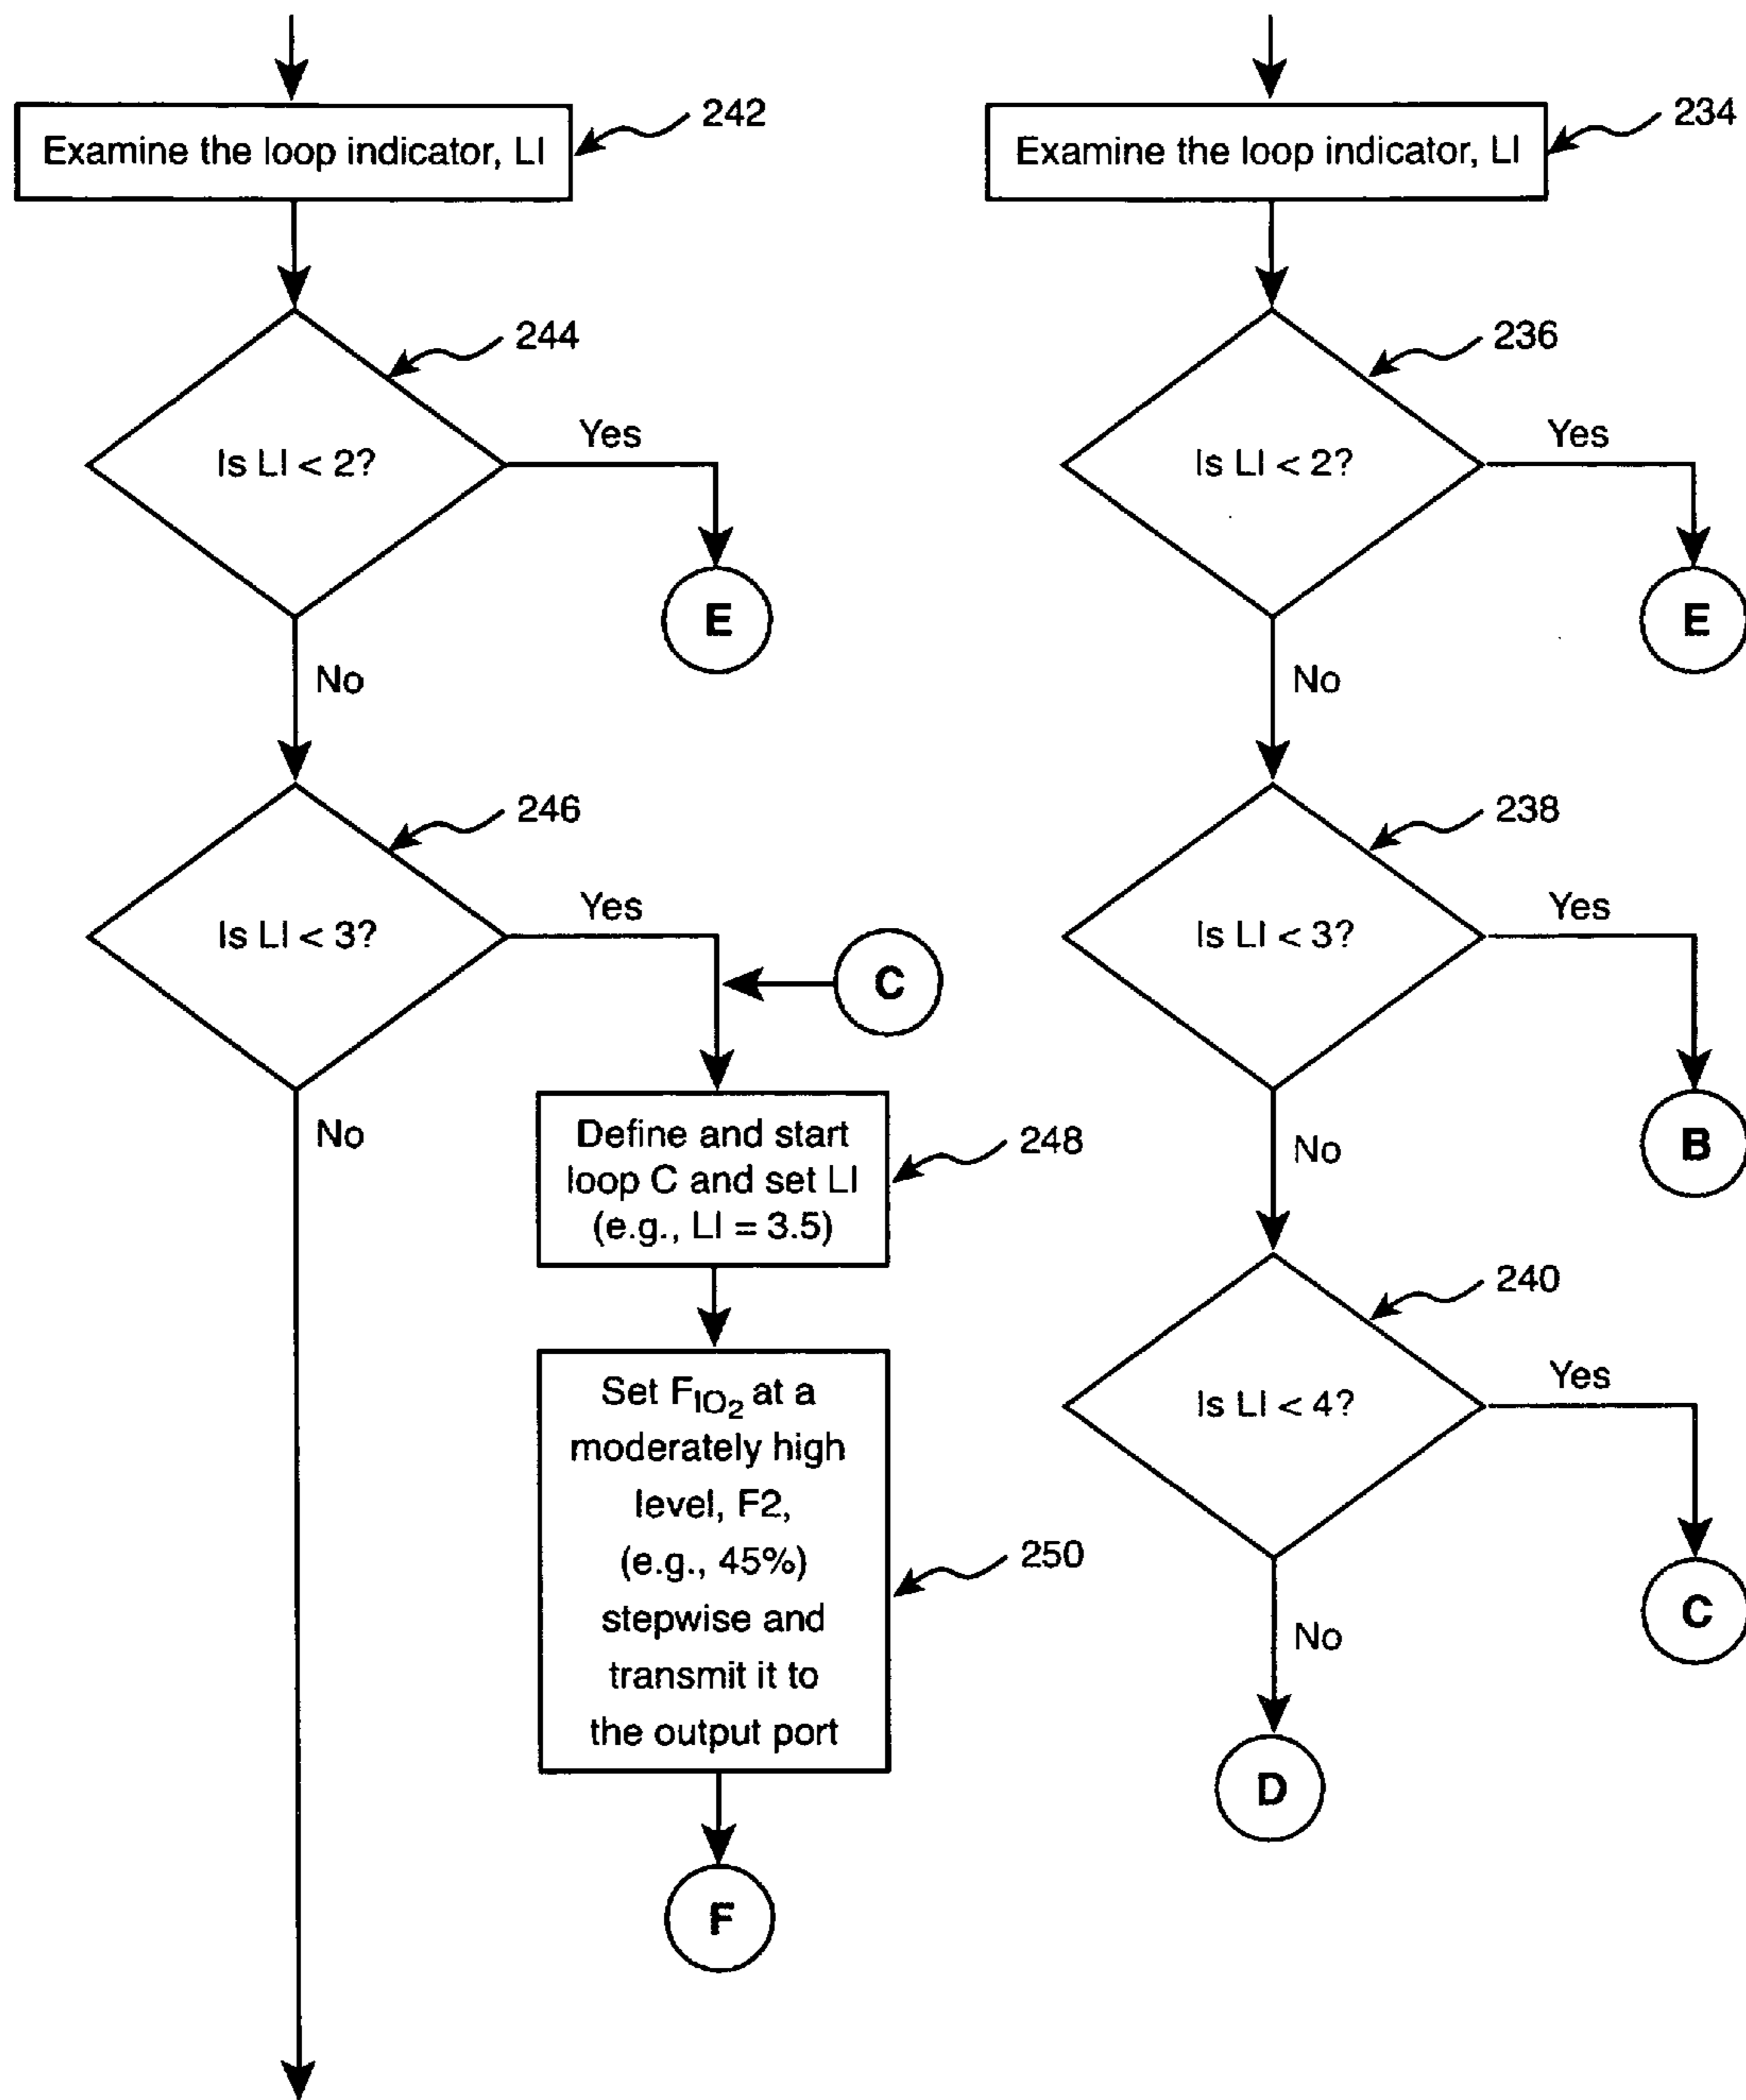 Examine the loop indicator, LI
242
Is LI < 2?
244
Yes
E
No
Is LI < 3?
246
Yes
C
No
Define and start
loop C and set LI
(e.g., LI = 3.5)
248
Set FIO2 at a
moderately high
level, F2,
(e.g., 45%)
stepwise and
transmit it to
the output port
250
F
Examine the loop indicator, LI
234
Is LI < 2?
236
Yes
E
No
Is LI < 3?
238
Yes
B
No
Is LI < 4?
240
Yes
C
No
D